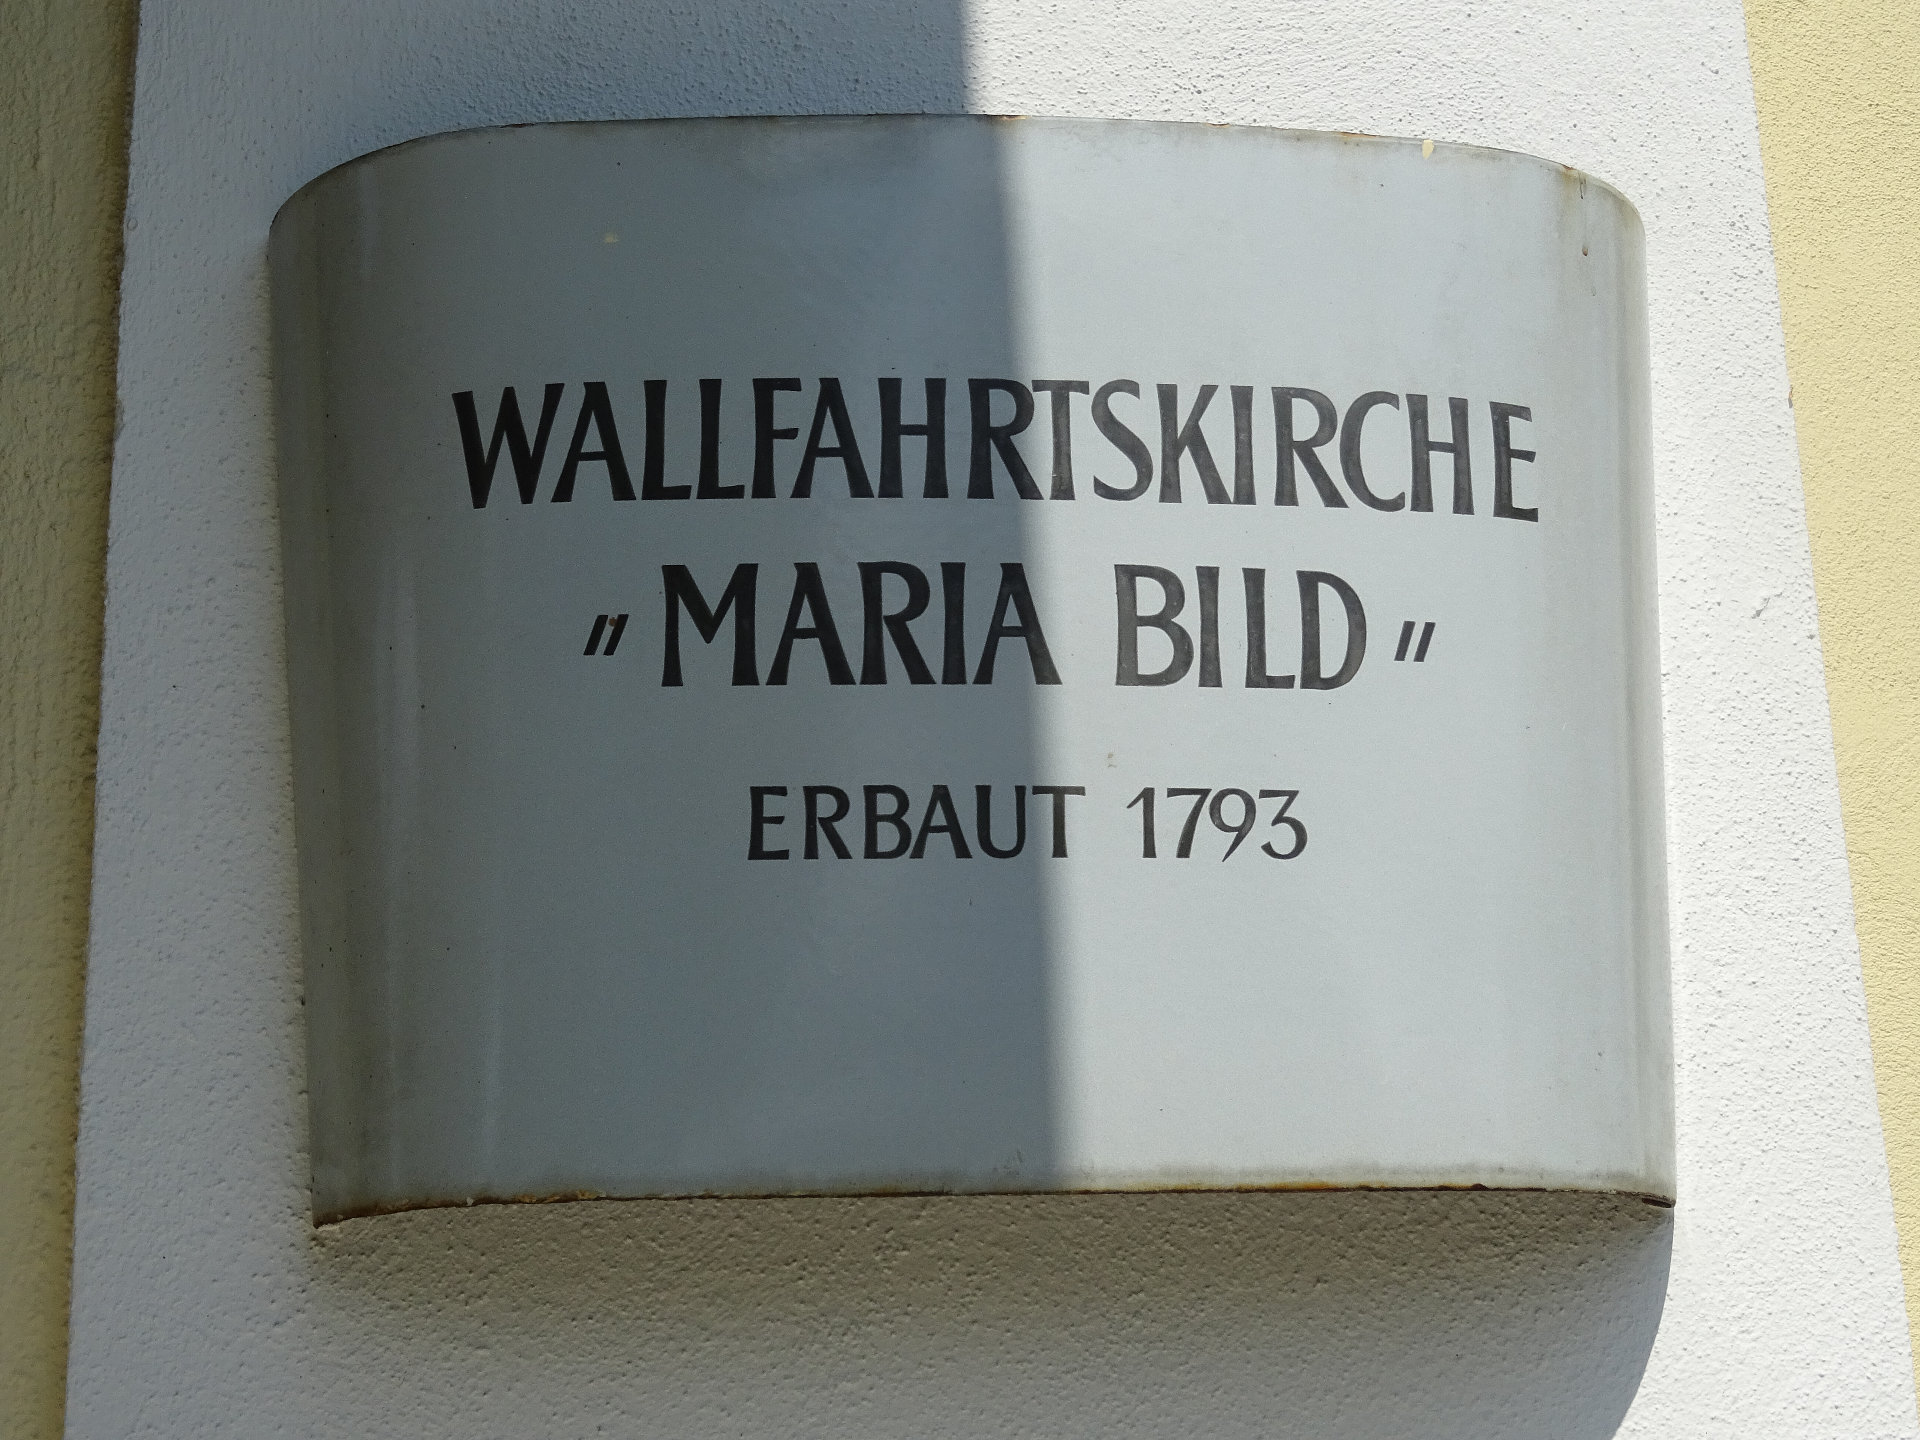 WALLFAHRTSKIRCHE
" MARIA BILD "
ERBAUT 1793